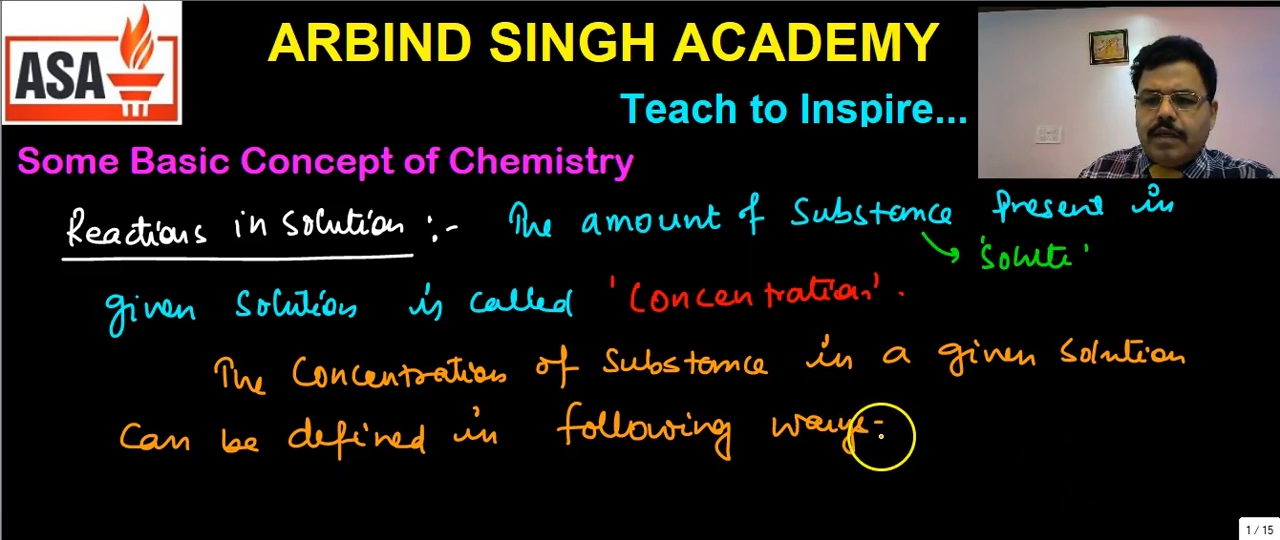 ASA
ARBIND SINGH ACADEMY
Teach to Inspire...
Some Basic Concept of Chemistry
Reactions in solution :- The amount of substance present in
'solute'
given solution is called 'Concentration'.
The Concentration of substance in a given solution
Can be defined in following ways:
1 / 15